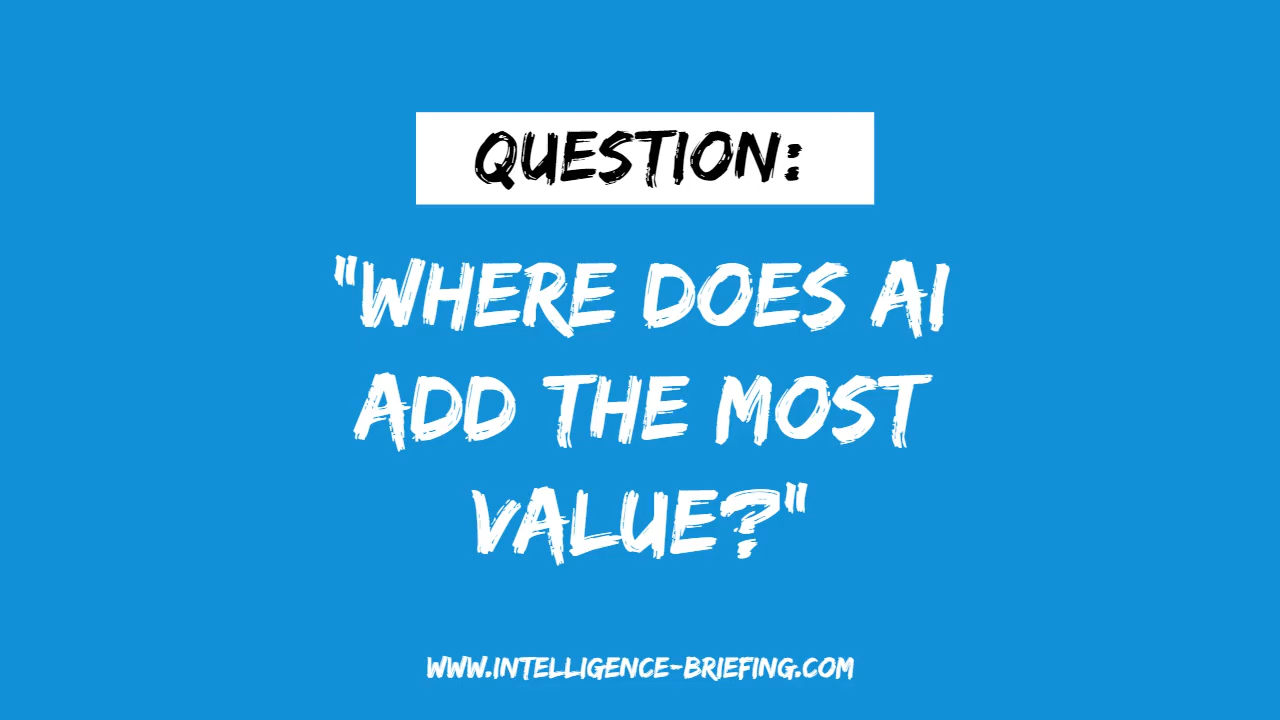 QUESTION:
"WHERE DOES AI
ADD THE MOST
VALUE?"
WWW.INTELLIGENCE-BRIEFING.COM